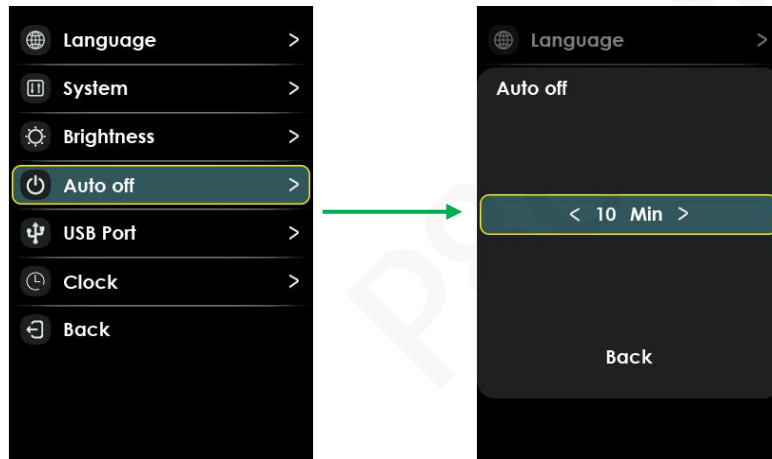 Language >
System >
Brightness >
Auto off >
USB Port >
Clock >
Back
Language >
Auto off
< 10 Min >
Back